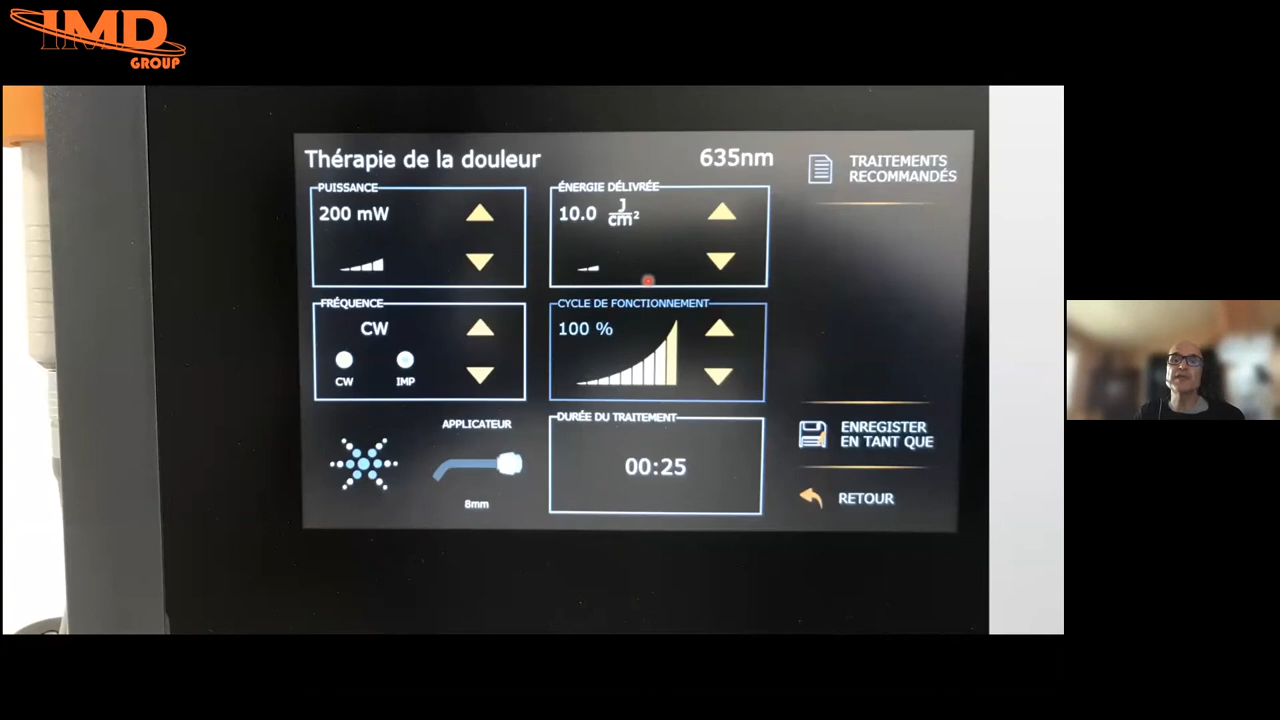 IMD
GROUP
Thérapie de la douleur
635nm
TRAITEMENTS
RECOMMANDÉS
PUISSANCE
200 mW
ÉNERGIE DÉLIVRÉE
10.0 J/cm²
FRÉQUENCE
CW
CW
IMP
CYCLE DE FONCTIONNEMENT
100 %
APPLICATEUR
8mm
DURÉE DU TRAITEMENT
00:25
ENREGISTER
EN TANT QUE
RETOUR